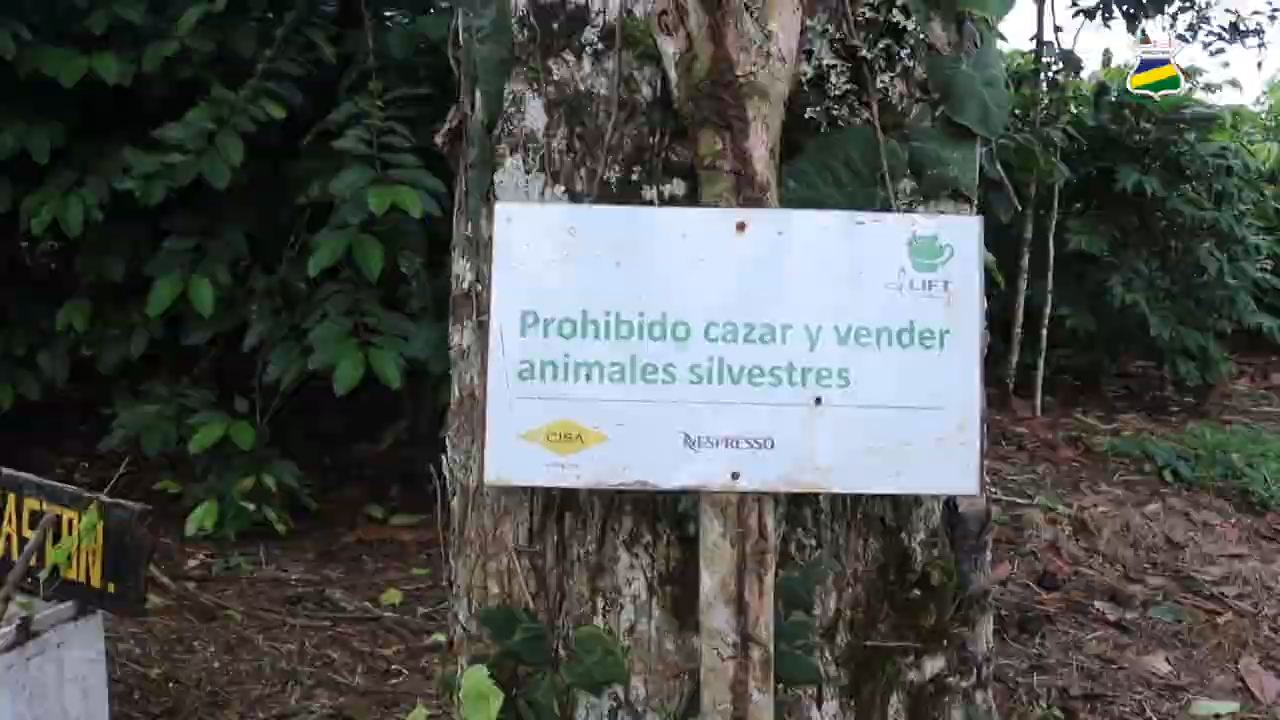 LIFT
Prohibido cazar y vender
animales silvestres
CISA
NESPRESSO